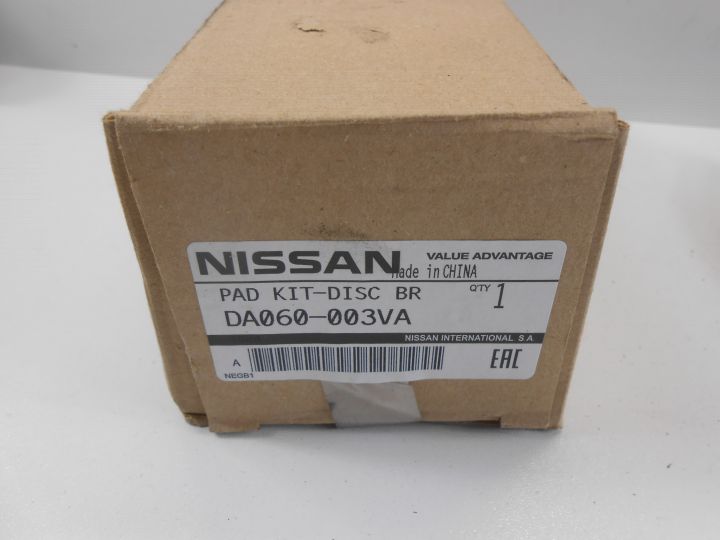 NISSAN VALUE ADVANTAGE
Made in CHINA
PAD KIT-DISC BR QTY 1
DA060-003VA
NISSAN INTERNATIONAL S.A.
A EAC
NEGB1